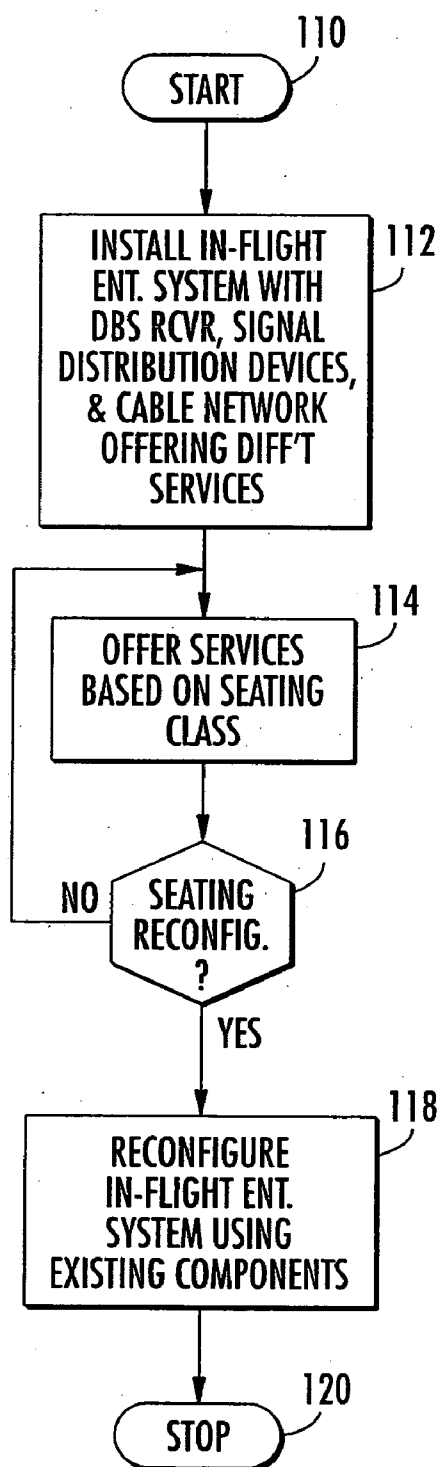 110
START
112
INSTALL IN-FLIGHT
ENT. SYSTEM WITH
DBS RCVR, SIGNAL
DISTRIBUTION DEVICES,
& CABLE NETWORK
OFFERING DIFF'T
SERVICES
114
OFFER SERVICES
BASED ON SEATING
CLASS
116
NO
SEATING
RECONFIG.
?
YES
118
RECONFIGURE
IN-FLIGHT ENT.
SYSTEM USING
EXISTING COMPONENTS
120
STOP